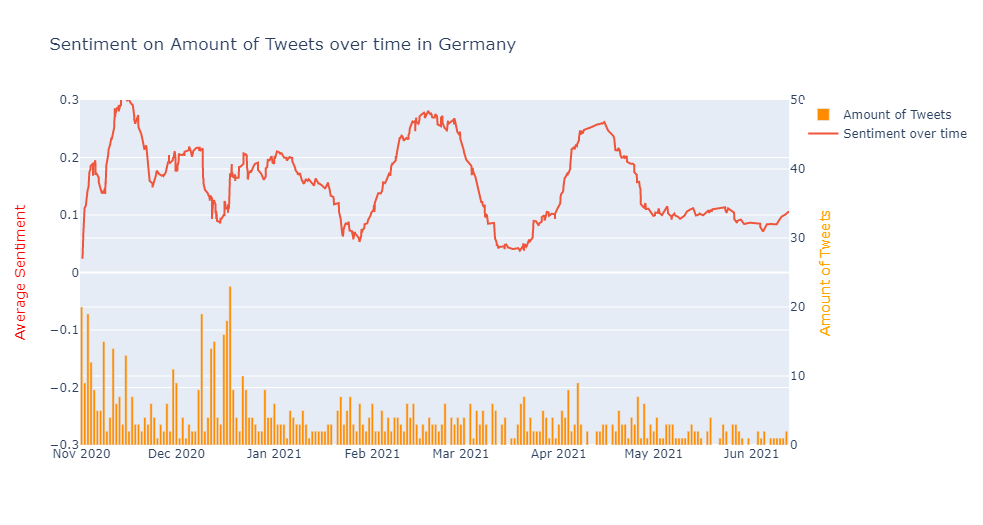 Sentiment on Amount of Tweets over time in Germany
0.3
0.2
0.1
0
−0.1
−0.2
−0.3
Average Sentiment
50
40
30
20
10
0
Amount of Tweets
Nov 2020 Dec 2020 Jan 2021 Feb 2021 Mar 2021 Apr 2021 May 2021 Jun 2021
Amount of Tweets
Sentiment over time